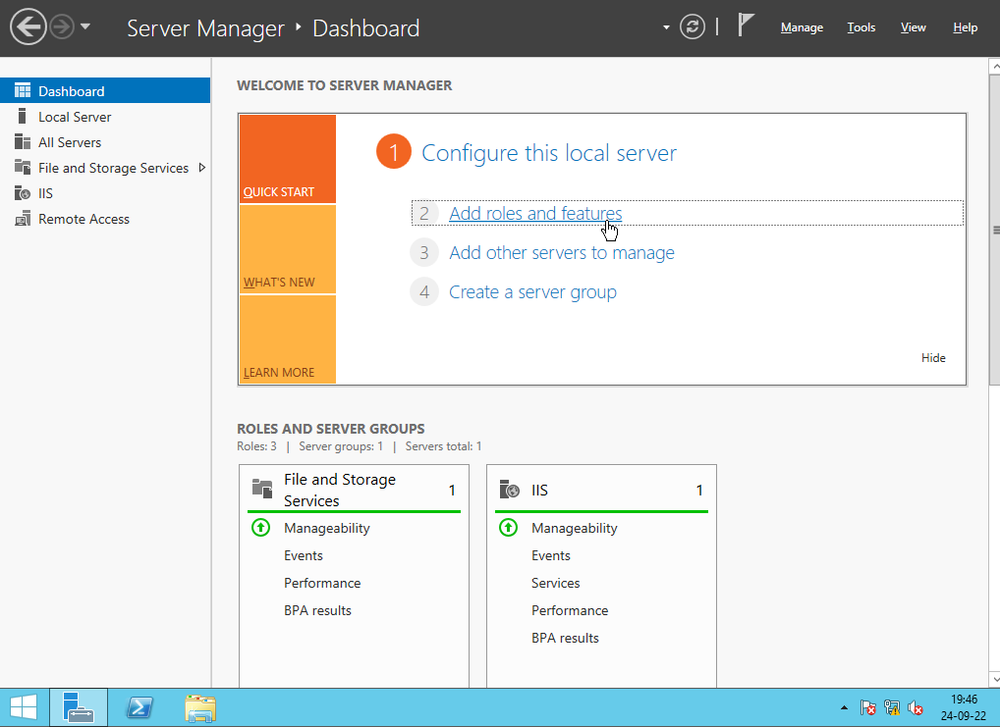 Server Manager ‣ Dashboard
Manage Tools View Help
Dashboard
Local Server
All Servers
File and Storage Services
IIS
Remote Access
WELCOME TO SERVER MANAGER
QUICK START
WHAT'S NEW
LEARN MORE
1 Configure this local server
2 Add roles and features
3 Add other servers to manage
4 Create a server group
Hide
ROLES AND SERVER GROUPS
Roles: 3 | Server groups: 1 | Servers total: 1
File and Storage
Services
1
Manageability
Events
Performance
BPA results
IIS 1
Manageability
Events
Services
Performance
BPA results
19:46
24-09-22